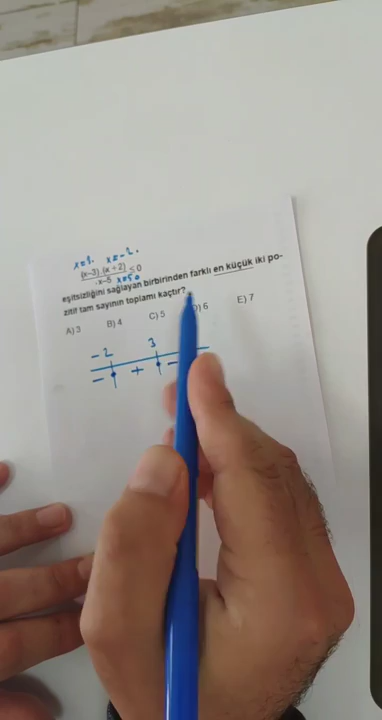 x=3. x=-2.
(x-3).(x+2)
≤0
x-5 x=5
eşitsizliğini sağlayan birbirinden farklı en küçük iki po-
zitif tam sayının toplamı kaçtır?
A) 3 B) 4 C) 5 D) 6 E) 7
-2 3
- + -